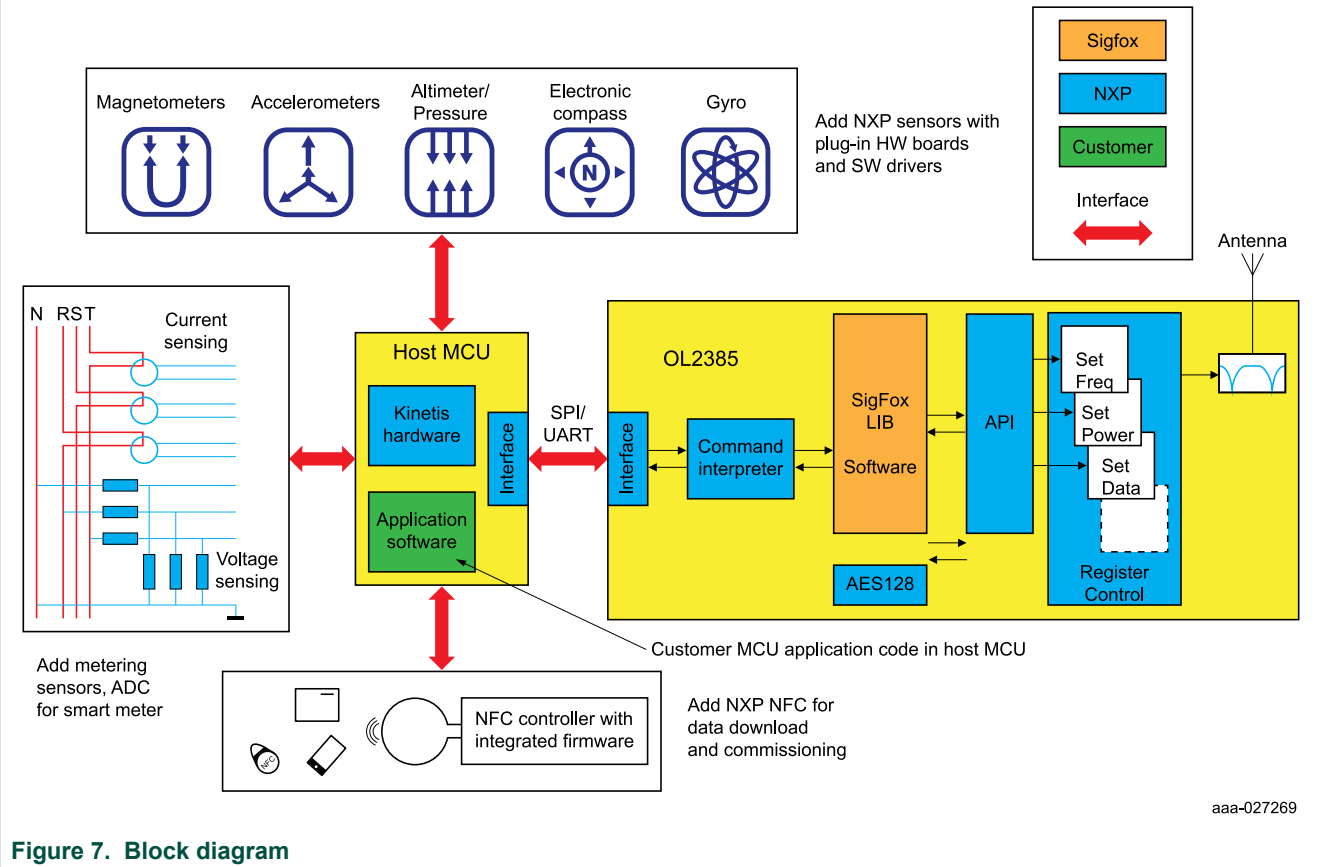 Sigfox
NXP
Customer
Interface
Magnetometers
Accelerometers
Altimeter/
Pressure
Electronic
compass
N
Gyro
Add NXP sensors with
plug-in HW boards
and SW drivers
Antenna
N RST
Current
sensing
Voltage
sensing
Add metering
sensors, ADC
for smart meter
Host MCU
Kinetis
hardware
Application
software
Interface
SPI/
UART
OL2385
Interface
Command
interpreter
SigFox
LIB
Software
AES128
API
Set
Freq
Set
Power
Set
Data
Register
Control
Customer MCU application code in host MCU
NFC
NFC controller with
integrated firmware
Add NXP NFC for
data download
and commissioning
aaa-027269
Figure 7. Block diagram